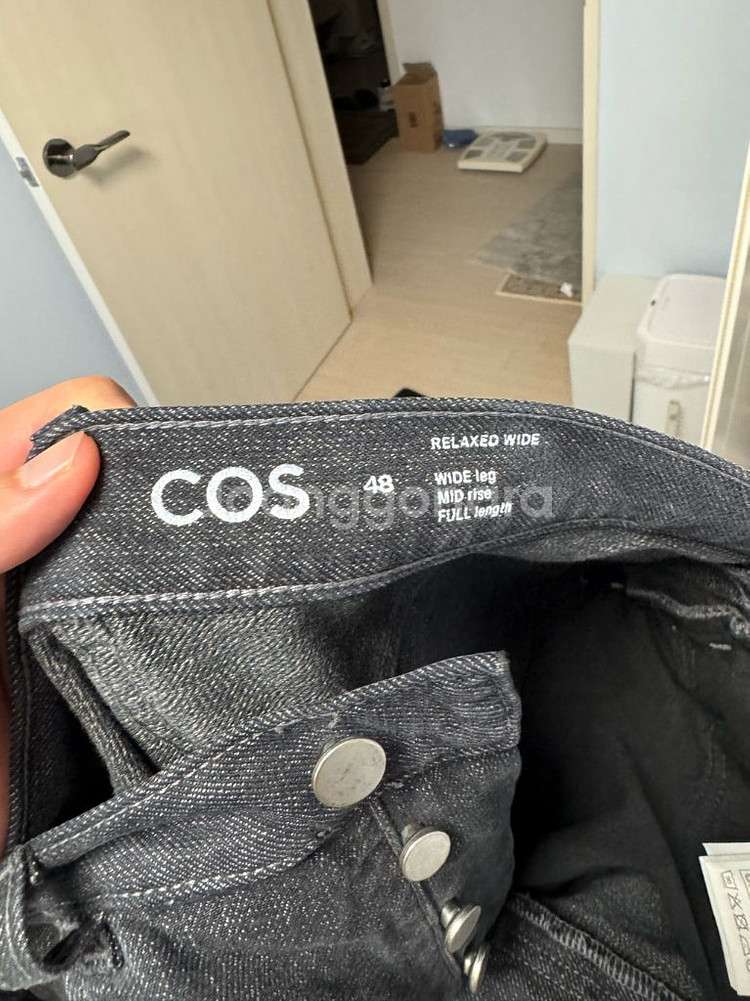 RELAXED WIDE
COS
48
WIDE leg
MID rise
FULL length